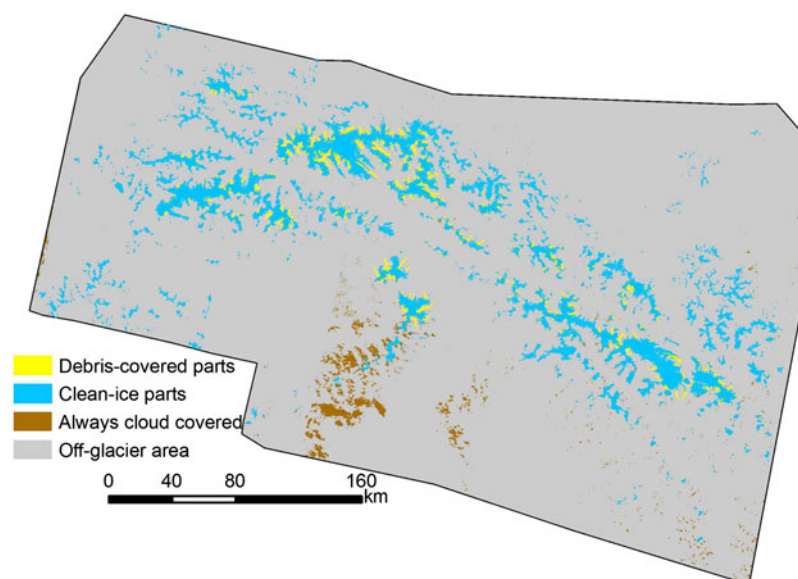 Debris-covered parts
Clean-ice parts
Always cloud covered
Off-glacier area
0 40 80 160
km